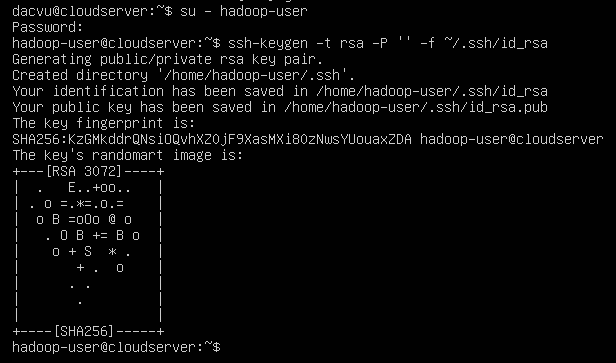 dacvu@cloudserver:~$ su - hadoop-user
Password:
hadoop-user@cloudserver:~$ ssh-keygen -t rsa -P '' -f ~/.ssh/id_rsa
Generating public/private rsa key pair.
Created directory '/home/hadoop-user/.ssh'.
Your identification has been saved in /home/hadoop-user/.ssh/id_rsa
Your public key has been saved in /home/hadoop-user/.ssh/id_rsa.pub
The key fingerprint is:
SHA256:KzGMkddrQNsiOQvhXZ0jF9XasMXi80zNwsYUouaxZDA hadoop-user@cloudserver
The key's randomart image is:
+---[RSA 3072]----+
|  .   E..+oo..   |
| . o =.*=.o.=    |
|  o B =oOo @ o   |
|   . O B += B o  |
|    o + S  * .   |
|       + .  o    |
|      . .        |
|       .         |
|                 |
+----[SHA256]-----+
hadoop-user@cloudserver:~$